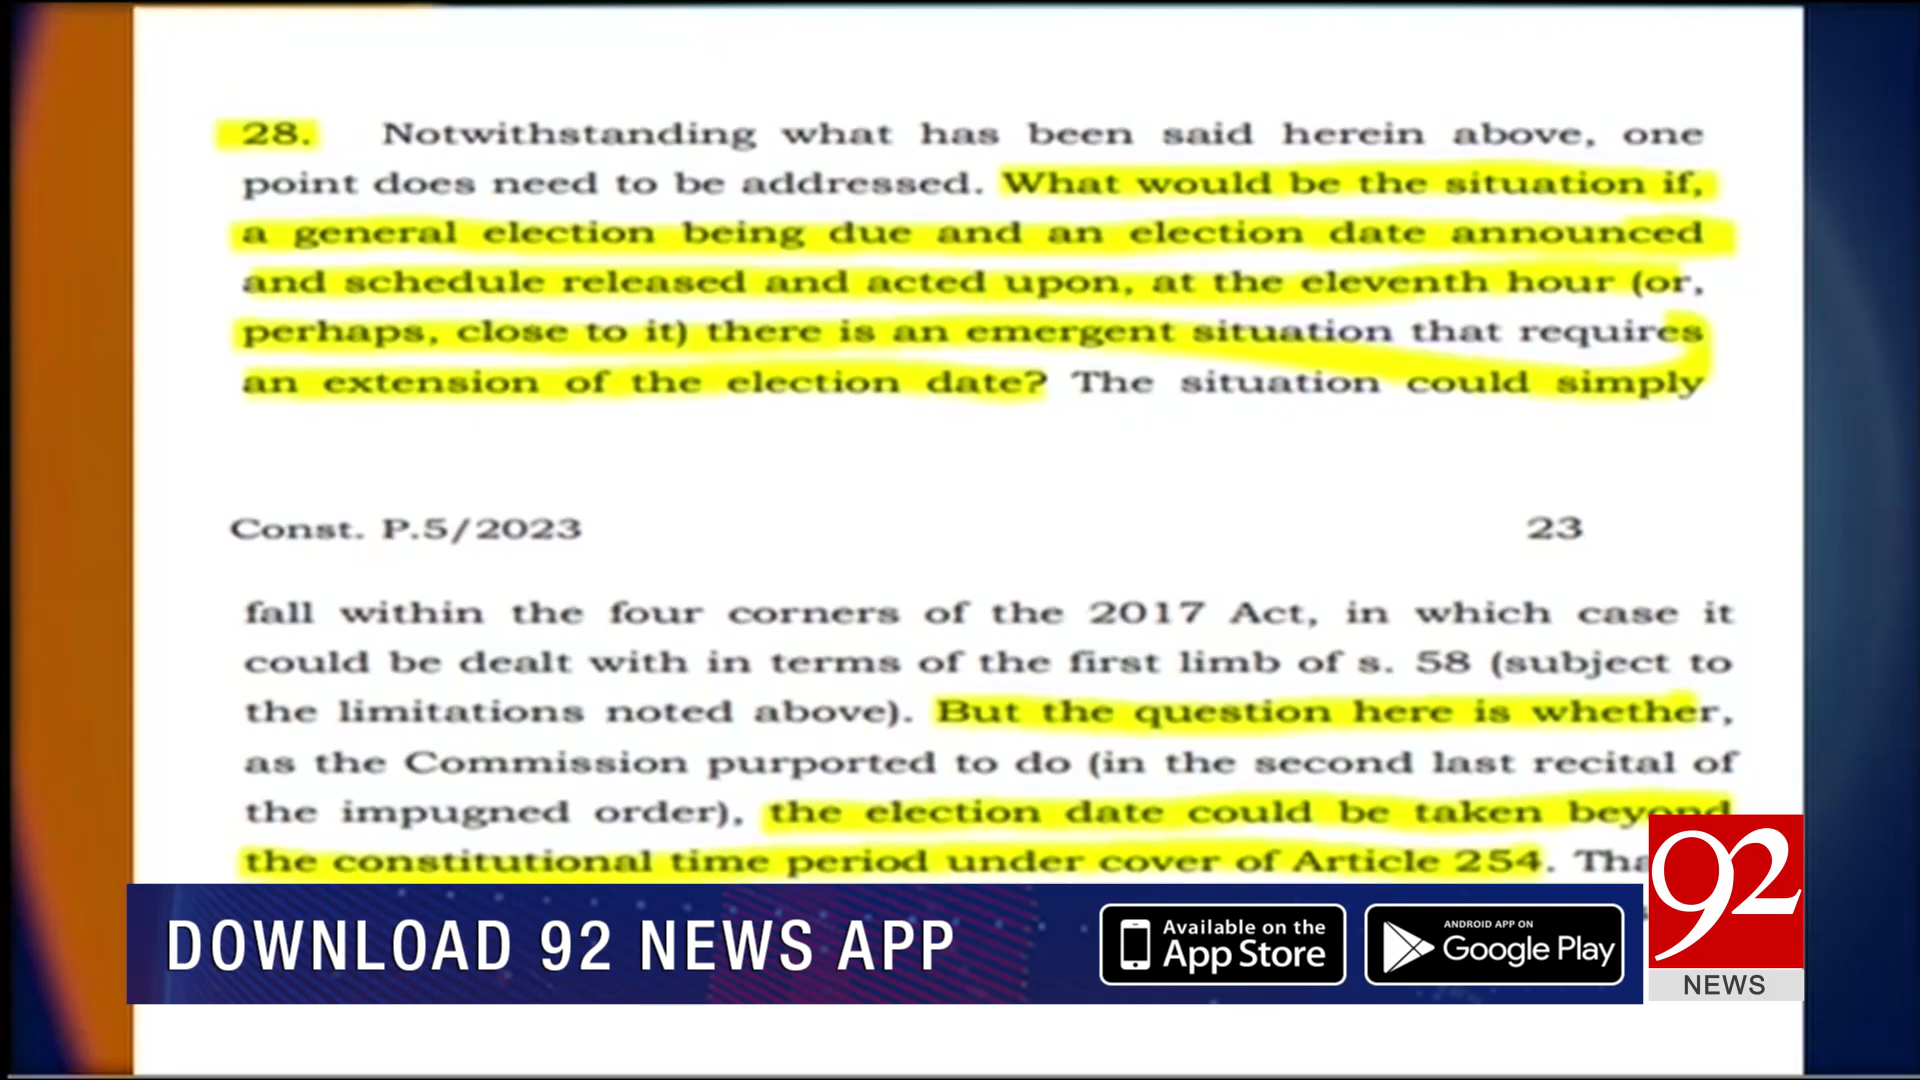 28. Notwithstanding what has been said herein above, one
point does need to be addressed. What would be the situation if,
a general election being due and an election date announced
and schedule released and acted upon, at the eleventh hour (or,
perhaps, close to it) there is an emergent situation that requires
an extension of the election date? The situation could simply
Const. P.5/2023 23
fall within the four corners of the 2017 Act, in which case it
could be dealt with in terms of the first limb of s. 58 (subject to
the limitations noted above). But the question here is whether,
as the Commission purported to do (in the second last recital of
the impugned order), the election date could be taken beyond
the constitutional time period under cover of Article 254.
DOWNLOAD 92 NEWS APP
Available on the
App Store
ANDROID APP ON
Google Play
92
NEWS